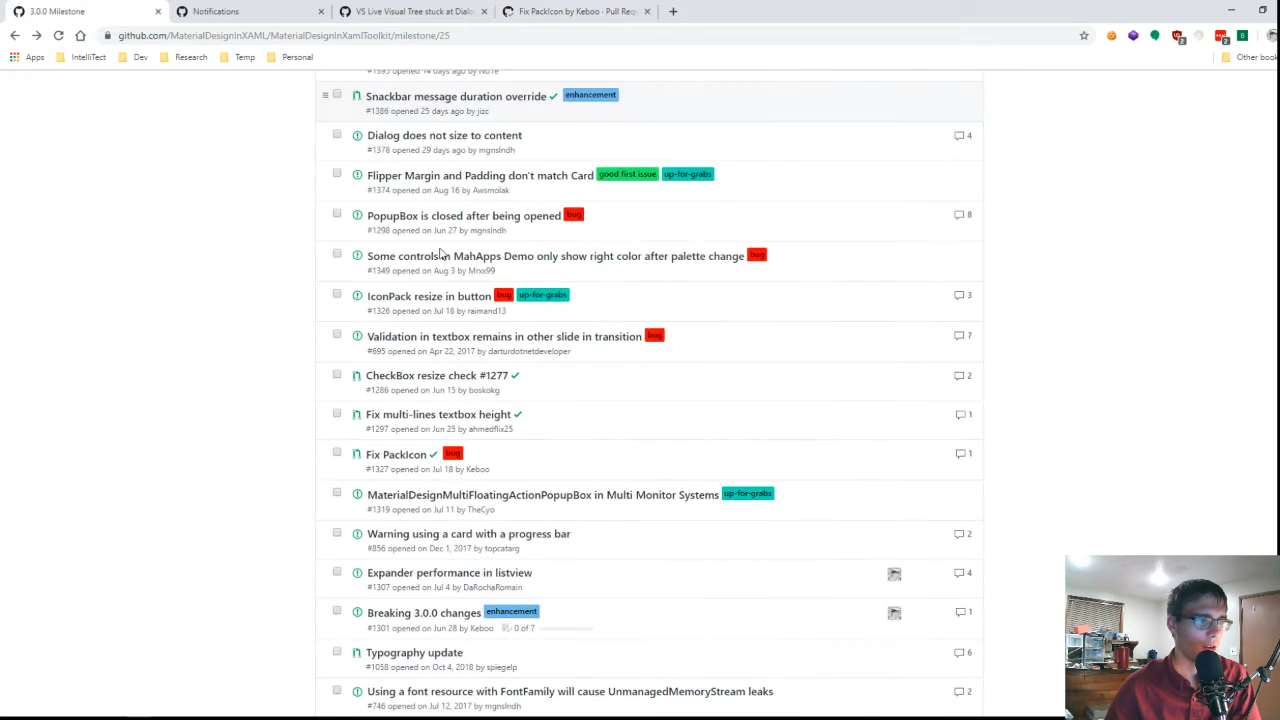 3.0.0 Milestone
Notifications
VS Live Visual Tree stuck at Dialo
Fix PackIcon by Keboo · Pull Requ
github.com/MaterialDesignInXAML/MaterialDesignInXamlToolkit/milestone/25
Apps IntelliTect Dev Research Temp Personal Other book
#1395 opened 14 days ago by
Snackbar message duration override enhancement
#1386 opened 25 days ago by jizc
Dialog does not size to content 4
#1378 opened 29 days ago by mgnslndh
Flipper Margin and Padding don't match Card good first issue up-for-grabs
#1374 opened on Aug 16 by Awsmolak
PopupBox is closed after being opened bug 8
#1298 opened on Jun 27 by mgnslndh
Some controls in MahApps Demo only show right color after palette change bug
#1349 opened on Aug 3 by Mrxx99
IconPack resize in button bug up-for-grabs 3
#1326 opened on Jul 18 by raimand13
Validation in textbox remains in other slide in transition bug 7
#695 opened on Apr 22, 2017 by darturdotnetdeveloper
CheckBox resize check #1277 2
#1286 opened on Jun 15 by boskokg
Fix multi-lines textbox height 1
#1297 opened on Jun 25 by ahmedflix25
Fix PackIcon bug 1
#1327 opened on Jul 18 by Keboo
MaterialDesignMultiFloatingActionPopupBox in Multi Monitor Systems up-for-grabs
#1319 opened on Jul 11 by TheCyo
Warning using a card with a progress bar 2
#856 opened on Dec 1, 2017 by topcatarg
Expander performance in listview 4
#1307 opened on Jul 4 by DaRochaRomain
Breaking 3.0.0 changes enhancement 1
#1301 opened on Jun 28 by Keboo 0 of 7
Typography update 6
#1058 opened on Oct 4, 2018 by spiegelp
Using a font resource with FontFamily will cause UnmanagedMemoryStream leaks 2
#746 opened on Jul 12, 2017 by mgnslndh